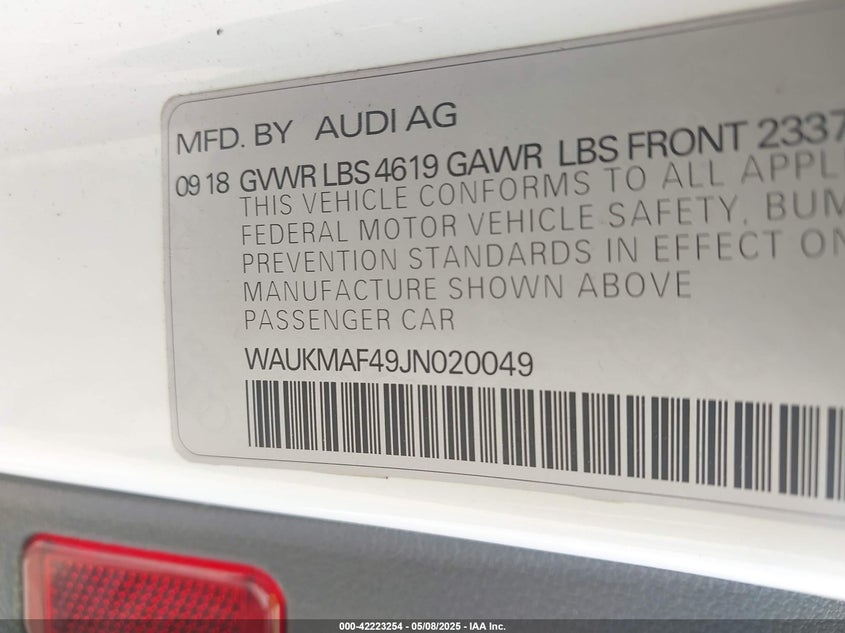 MFD. BY AUDI AG
09 18 GVWR LBS 4619 GAWR LBS FRONT 2337
THIS VEHICLE CONFORMS TO ALL APPLI
FEDERAL MOTOR VEHICLE SAFETY, BUM
PREVENTION STANDARDS IN EFFECT ON
MANUFACTURE SHOWN ABOVE
PASSENGER CAR
WAUKMAF49JN020049
000-42223254 - 05/08/2025 - IAA Inc.